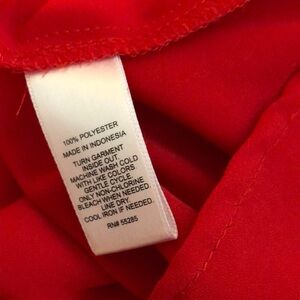 100% POLYESTER
MADE IN INDONESIA
TURN GARMENT
INSIDE OUT
MACHINE WASH COLD
WITH LIKE COLORS
GENTLE CYCLE.
ONLY NON-CHLORINE
BLEACH WHEN NEEDED.
LINE DRY.
COOL IRON IF NEEDED.
RN# 55285